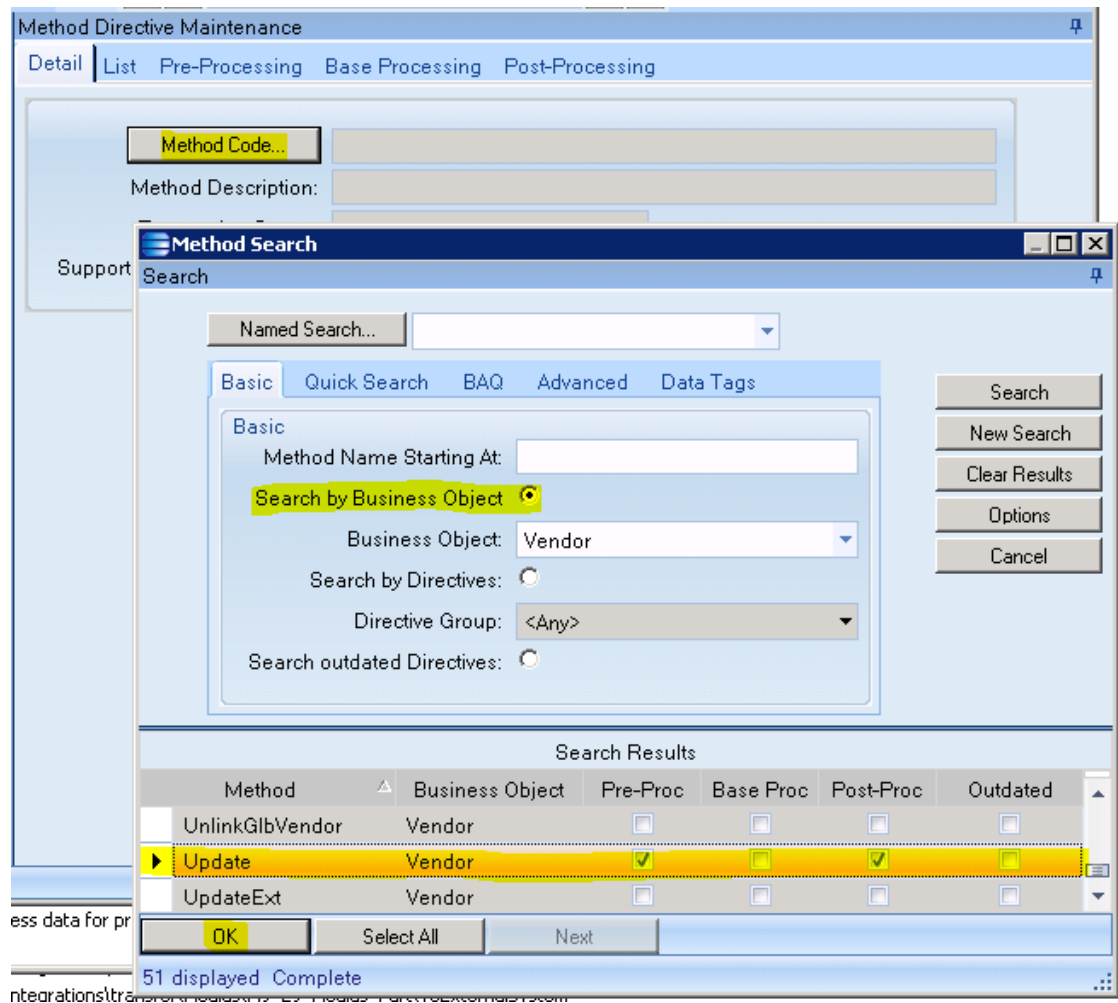 Method Directive Maintenance
Detail List Pre-Processing Base Processing Post-Processing
Method Code...
Method Description:
Support
Method Search
Search
Named Search...
Basic Quick Search BAQ Advanced Data Tags
Search
Basic
New Search
Method Name Starting At:
Clear Results
Search by Business Object
Options
Business Object: Vendor
Cancel
Search by Directives:
Directive Group: <Any>
Search outdated Directives:
Search Results
Method Business Object Pre-Proc Base Proc Post-Proc Outdated
UnlinkGlbVendor Vendor
Update Vendor
UpdateExt Vendor
ess data for pr
OK Select All Next
51 displayed Complete